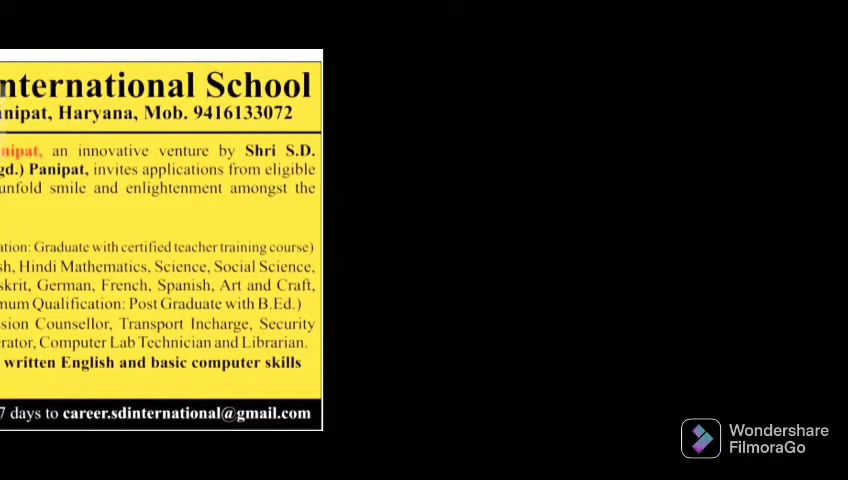 nternational School
nipat, Haryana, Mob. 9416133072
nipat, an innovative venture by Shri S.D.
gd.) Panipat, invites applications from eligible
unfold smile and enlightenment amongst the
ation: Graduate with certified teacher training course)
sh, Hindi Mathematics, Science, Social Science,
skrit, German, French, Spanish, Art and Craft,
mum Qualification: Post Graduate with B.Ed.)
sion Counsellor, Transport Incharge, Security
rator, Computer Lab Technician and Librarian.
written English and basic computer skills
7 days to career.sdinternational@gmail.com
Wondershare
FilmoraGo